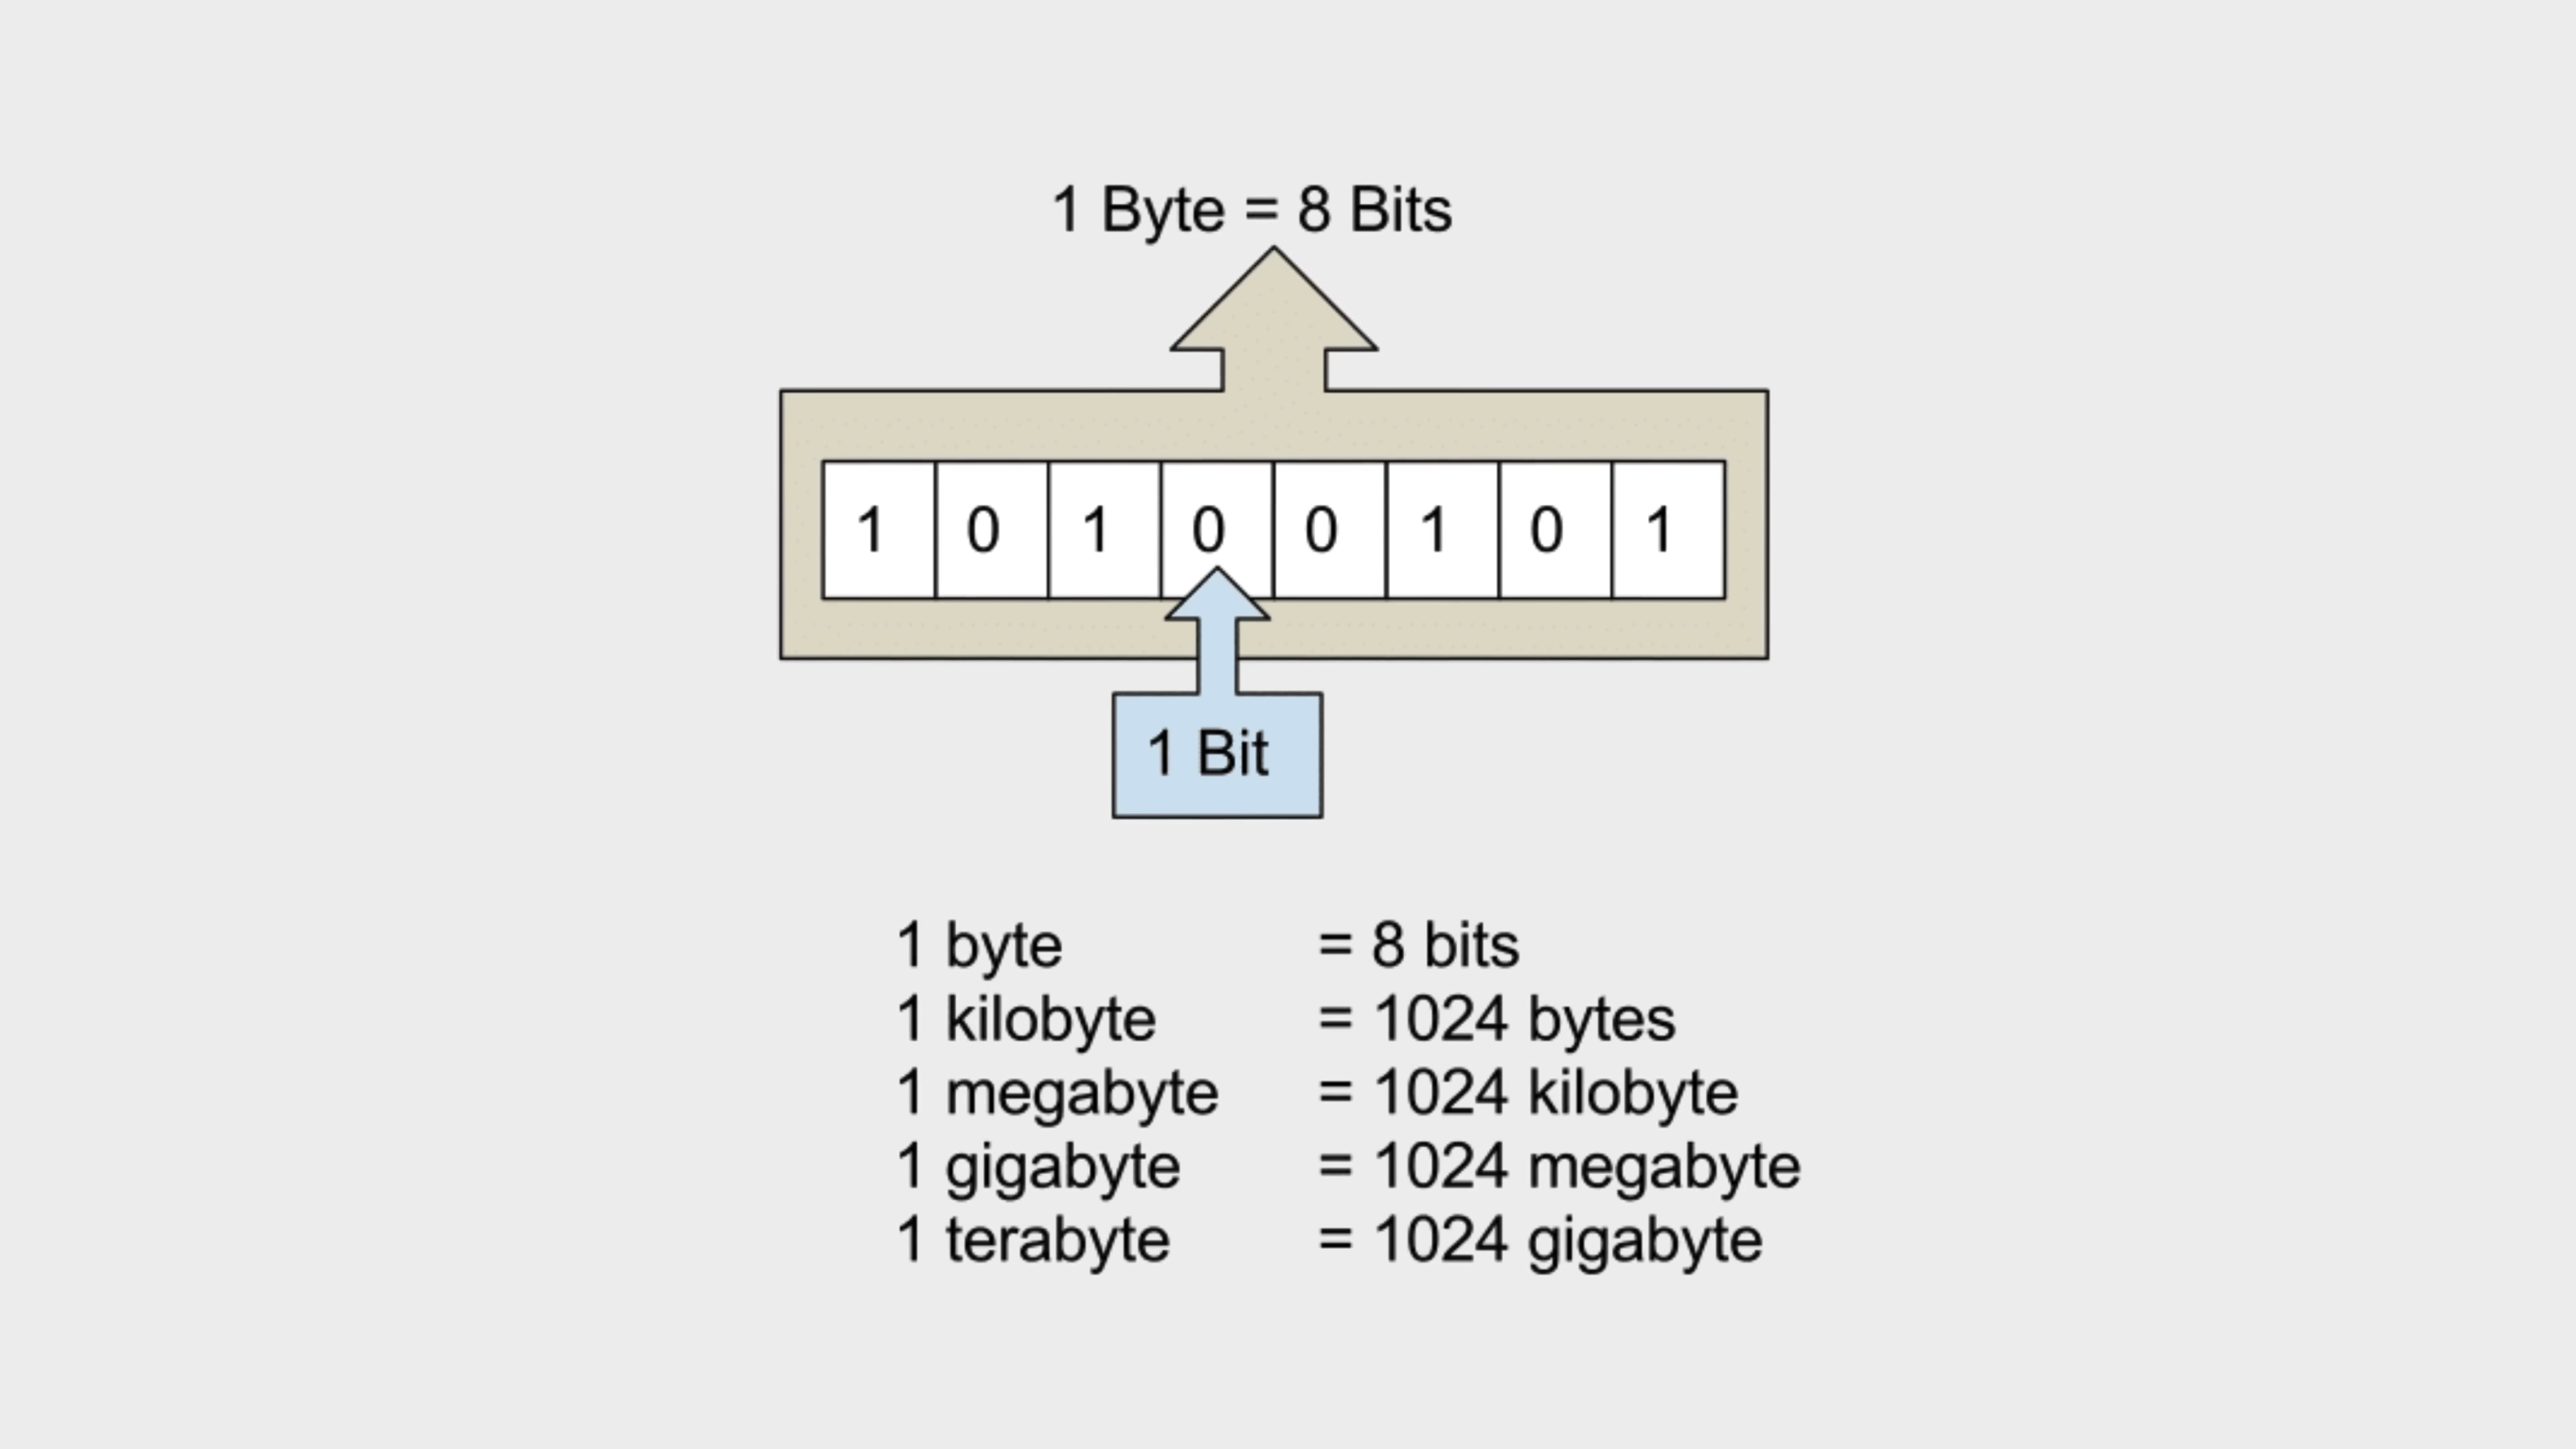 1 Byte = 8 Bits
1 0 1 0 0 1 0 1
1 Bit
1 byte = 8 bits
1 kilobyte = 1024 bytes
1 megabyte = 1024 kilobyte
1 gigabyte = 1024 megabyte
1 terabyte = 1024 gigabyte